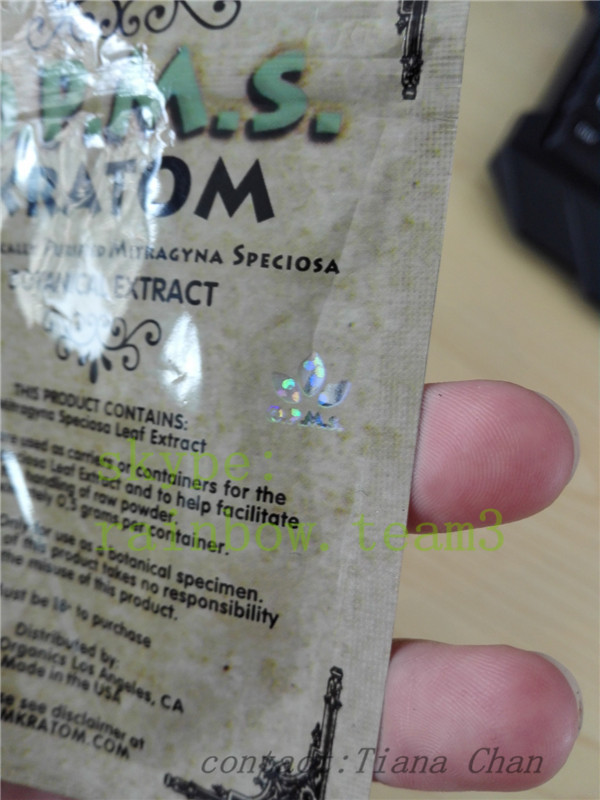 P.M.S.
KRATOM
PURIFIED MITRAGYNA SPECIOSA
BOTANICAL EXTRACT
THIS PRODUCT CONTAINS:
Mitragyna Speciosa Leaf Extract
used as carriers or containers for the
Leaf Extract and to help facilitate
handling of raw powder.
0.5 grams per container.
Only for use as a botanical specimen.
of this product takes no responsibility
the misuse of this product.
Must be 18+ to purchase
Distributed by:
Organics Los Angeles, CA
Made in the USA
see disclaimer at
MKRATOM.COM
skype:
rainbow.team3
contact:Tiana Chan